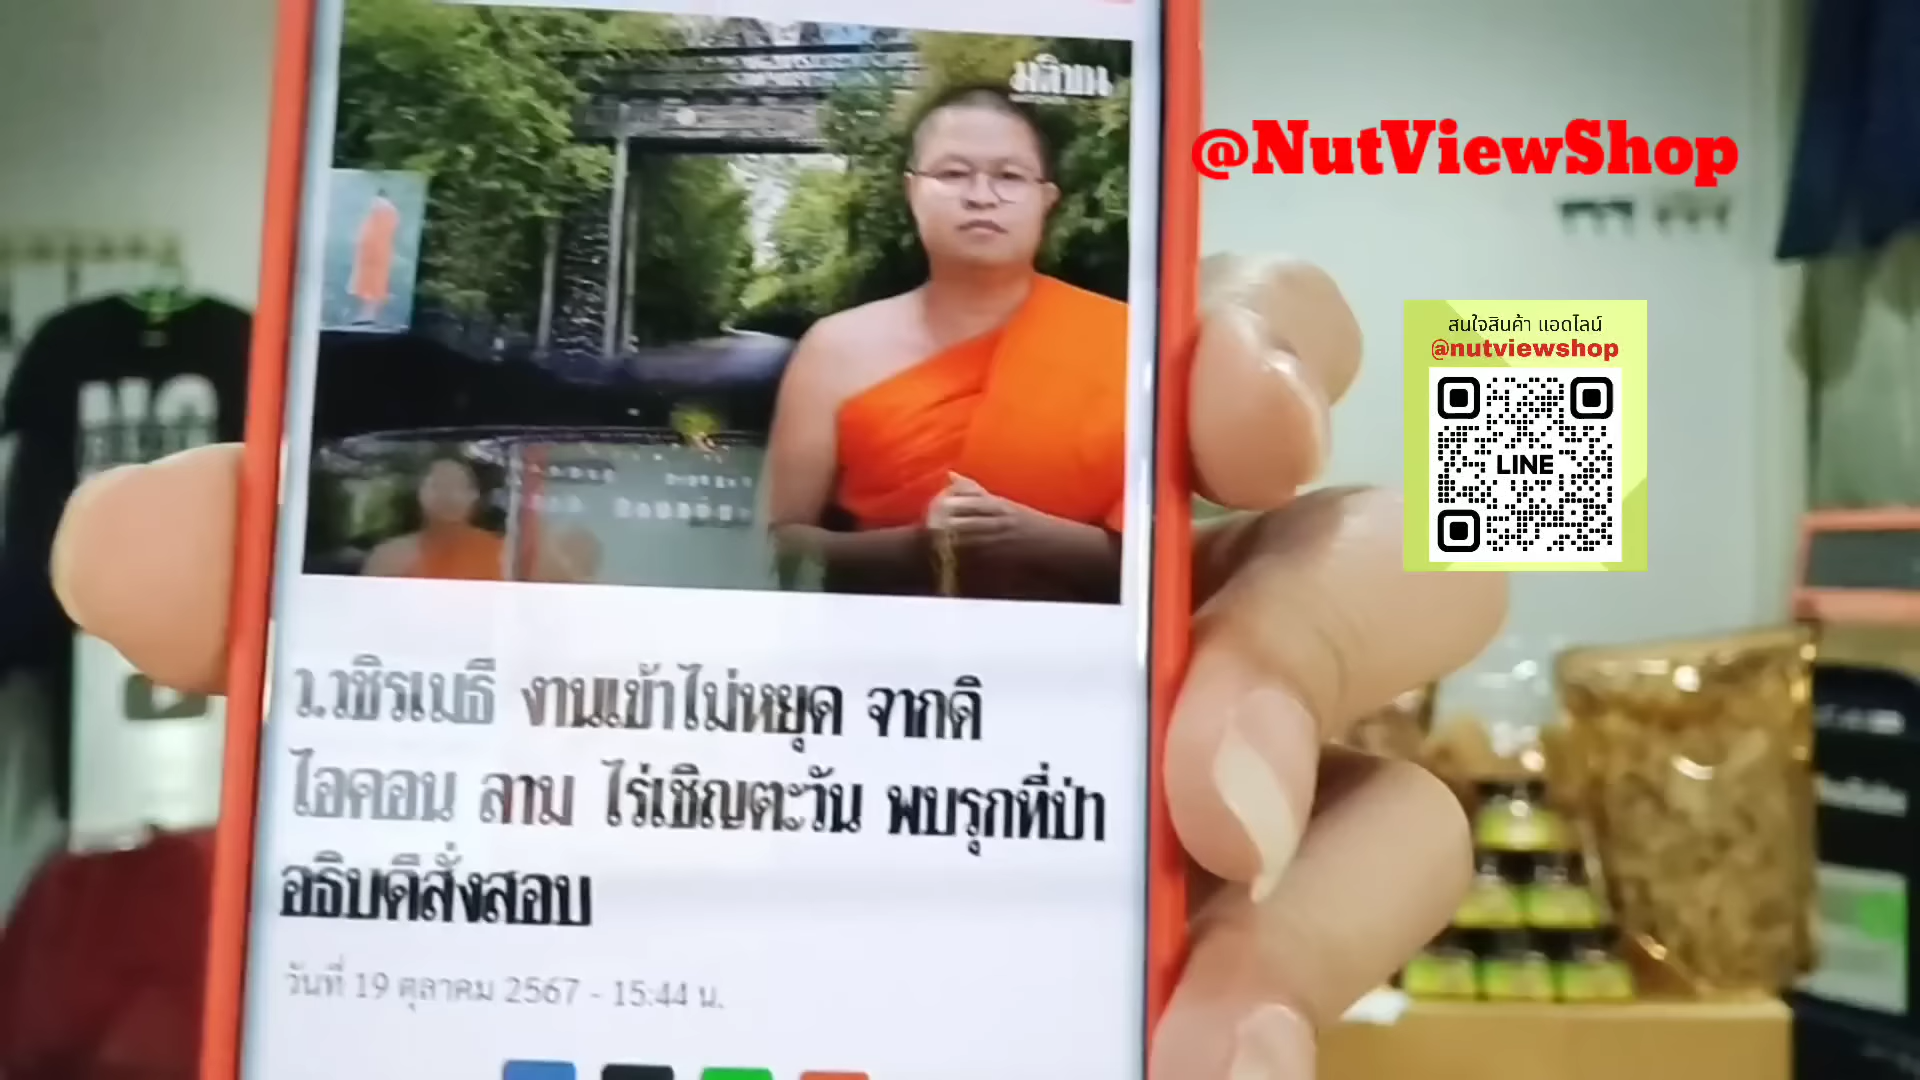 มติชน
@NutViewShop
สนใจสินค้า แอดไลน์
@nutviewshop
LINE
NO
ว.วชิรเมธี งานเข้าไม่หยุด จากดิ
ไอคอน ลาม ไร่เชิญตะวัน พบรุกที่ป่า
อธิบดีสั่งสอบ
วันที่ 19 ตุลาคม 2567 - 15:44 น.